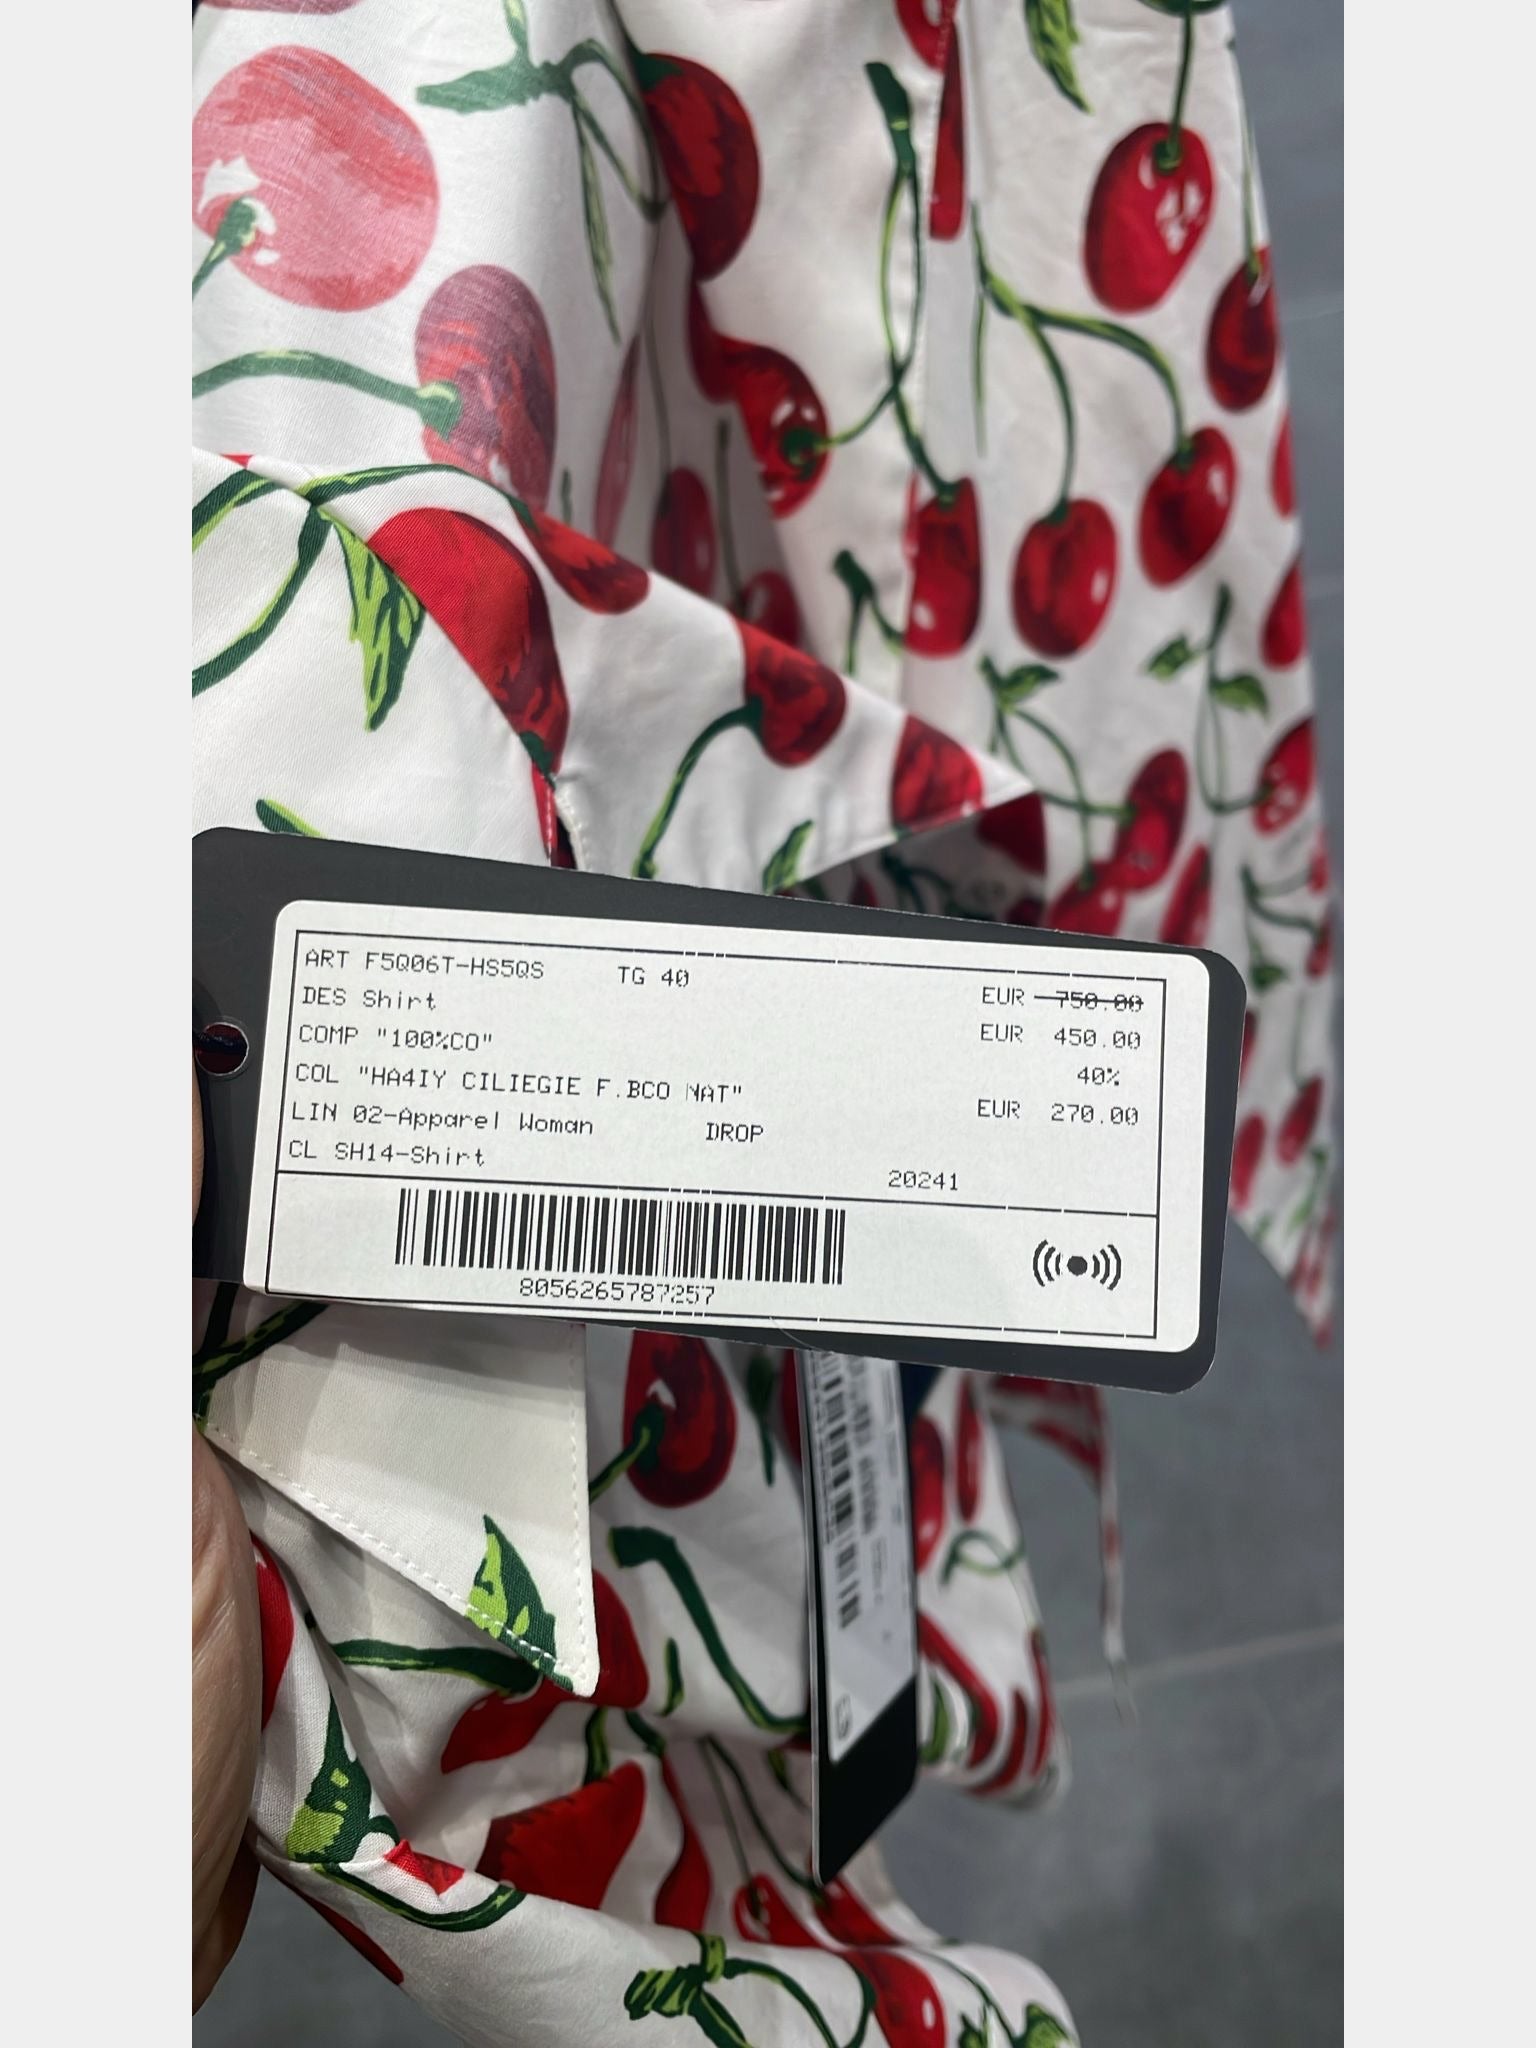 ART F5Q06T-HS5QS TG 40
DES Shirt
COMP "100%CO"
COL "HA4IY CILIEGIE F.BCO NAT"
LIN 02-Apparel Woman DROP
CL SH14-Shirt
EUR 750.00
EUR 450.00
40%
EUR 270.00
20241
8056265787257